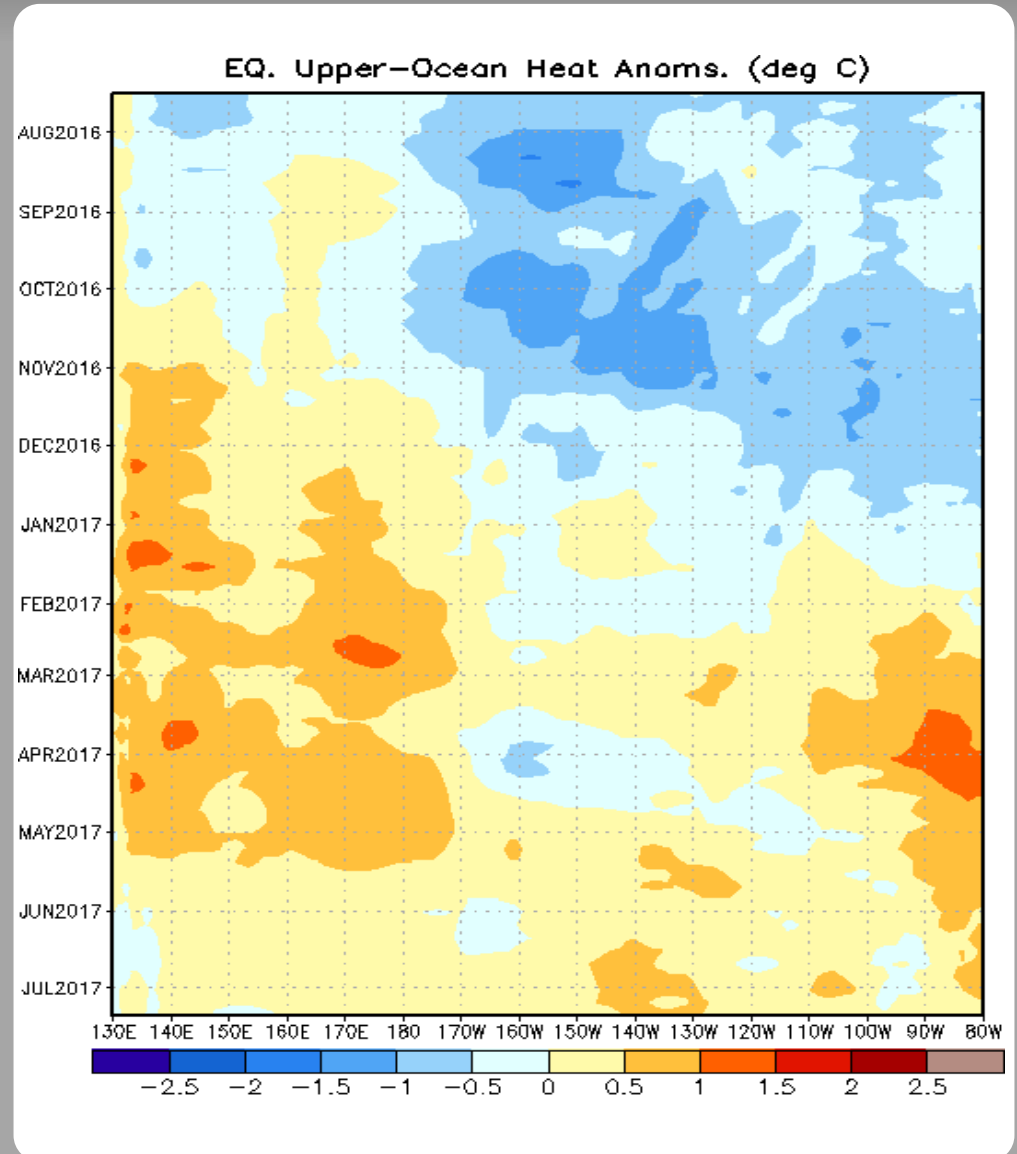 EQ. Upper-Ocean Heat Anoms. (deg C)
AUG2016
SEP2016
OCT2016
NOV2016
DEC2016
JAN2017
FEB2017
MAR2017
APR2017
MAY2017
JUN2017
JUL2017
130E 140E 150E 160E 170E 180 170W 160W 150W 140W 130W 120W 110W 100W 90W 80W
-2.5 -2 -1.5 -1 -0.5 0 0.5 1 1.5 2 2.5